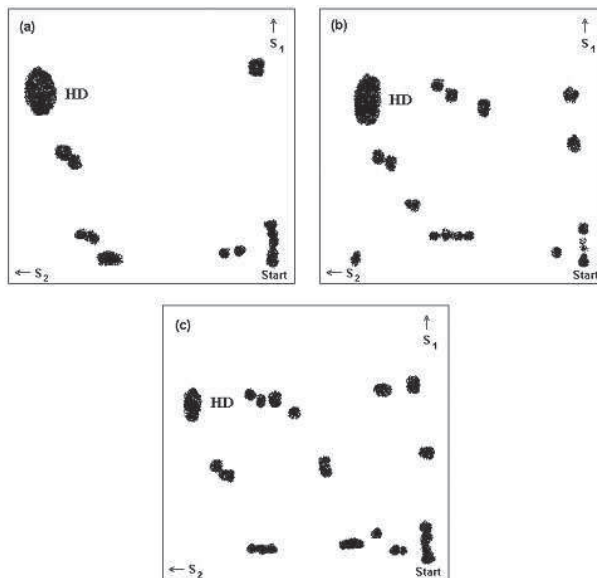 (a)
↑
S1
HD
← S2
Start
(b)
↑
S1
HD
← S2
Start
(c)
↑
S1
HD
← S2
Start